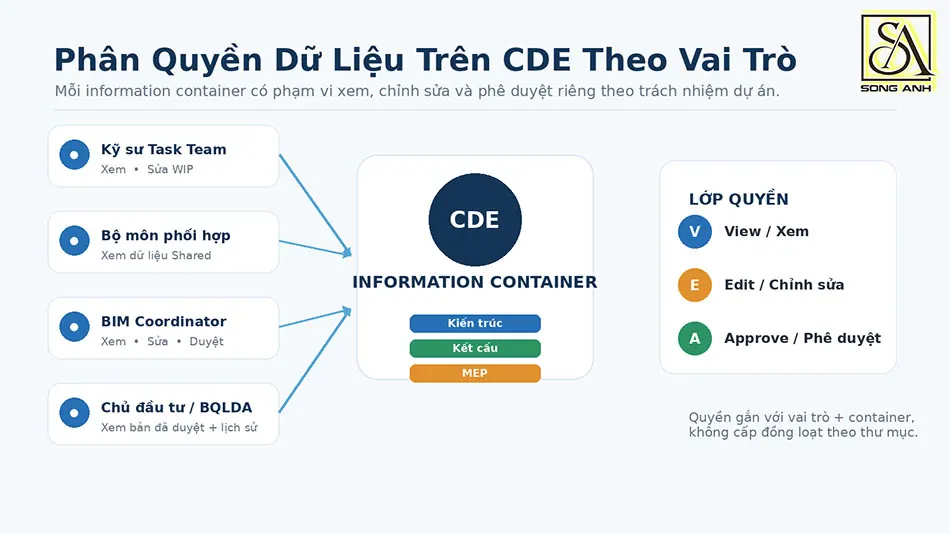 Phân Quyền Dữ Liệu Trên CDE Theo Vai Trò
Mỗi information container có phạm vi xem, chỉnh sửa và phê duyệt riêng theo trách nhiệm dự án.
SA
SONG ANH
Kỹ sư Task Team
Xem • Sửa WIP
Bộ môn phối hợp
Xem dữ liệu Shared
BIM Coordinator
Xem • Sửa • Duyệt
Chủ đầu tư / BQLDA
Xem bản đã duyệt + lịch sử
CDE
INFORMATION CONTAINER
Kiến trúc
Kết cấu
MEP
LỚP QUYỀN
V View / Xem
E Edit / Chỉnh sửa
A Approve / Phê duyệt
Quyền gắn với vai trò + container,
không cấp đồng loạt theo thư mục.